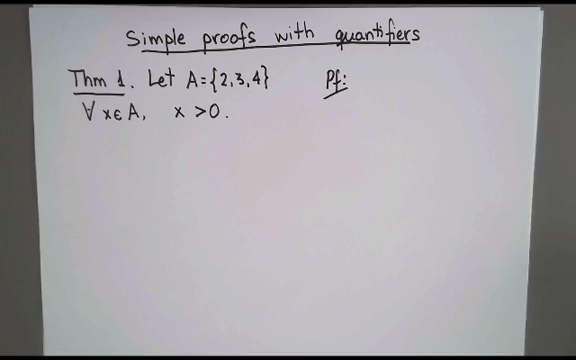 Simple proofs with quantifiers
Thm 1. Let A={2,3,4} Pf:
∀ x∈A, x >0.